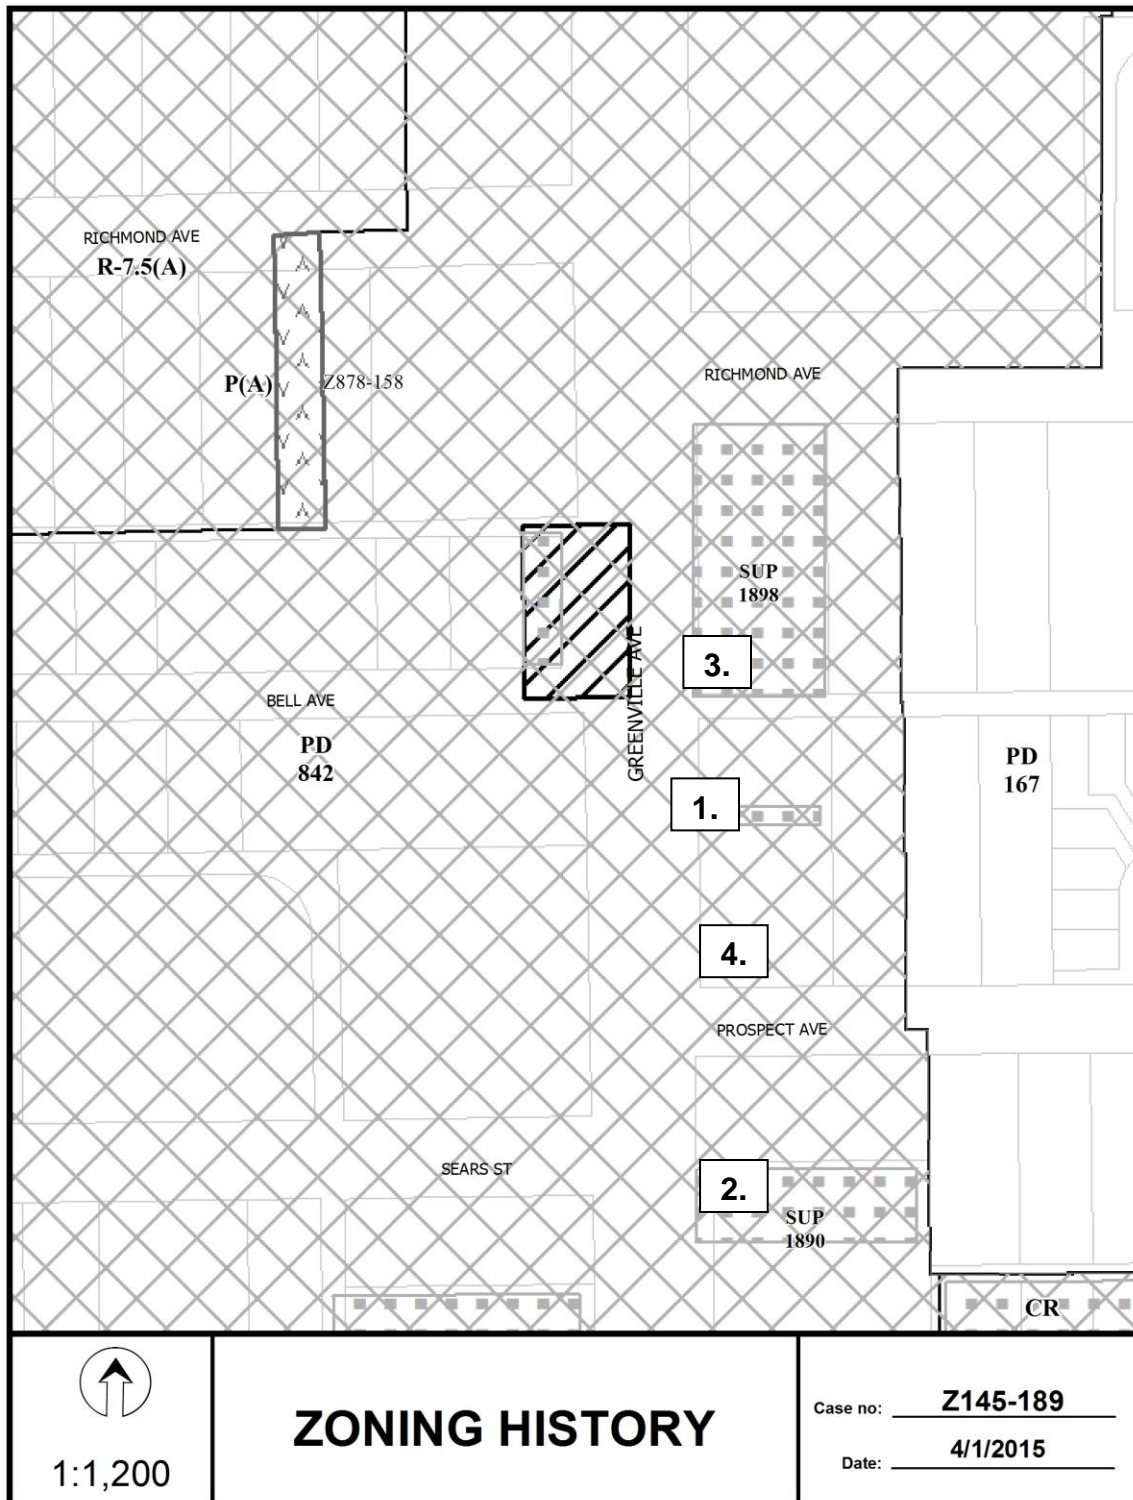 RICHMOND AVE
R-7.5(A)
P(A)
Z878-158
RICHMOND AVE
SUP
1898
GREENVILLE AVE
3.
BELL AVE
PD
842
PD
167
1.
4.
PROSPECT AVE
SEARS ST
2.
SUP
1890
CR
1:1,200
ZONING HISTORY
Case no: Z145-189
Date: 4/1/2015